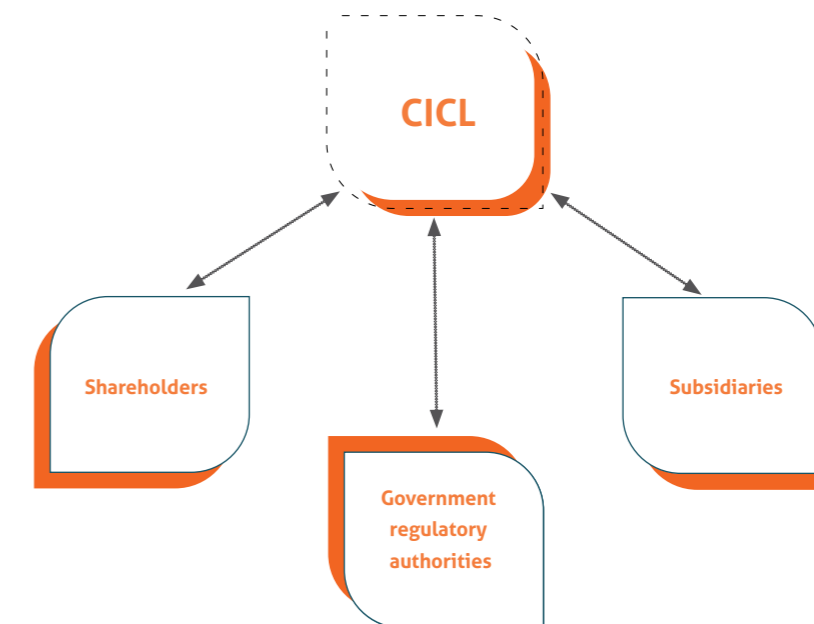 CICL
Shareholders
Subsidiaries
Government
regulatory
authorities